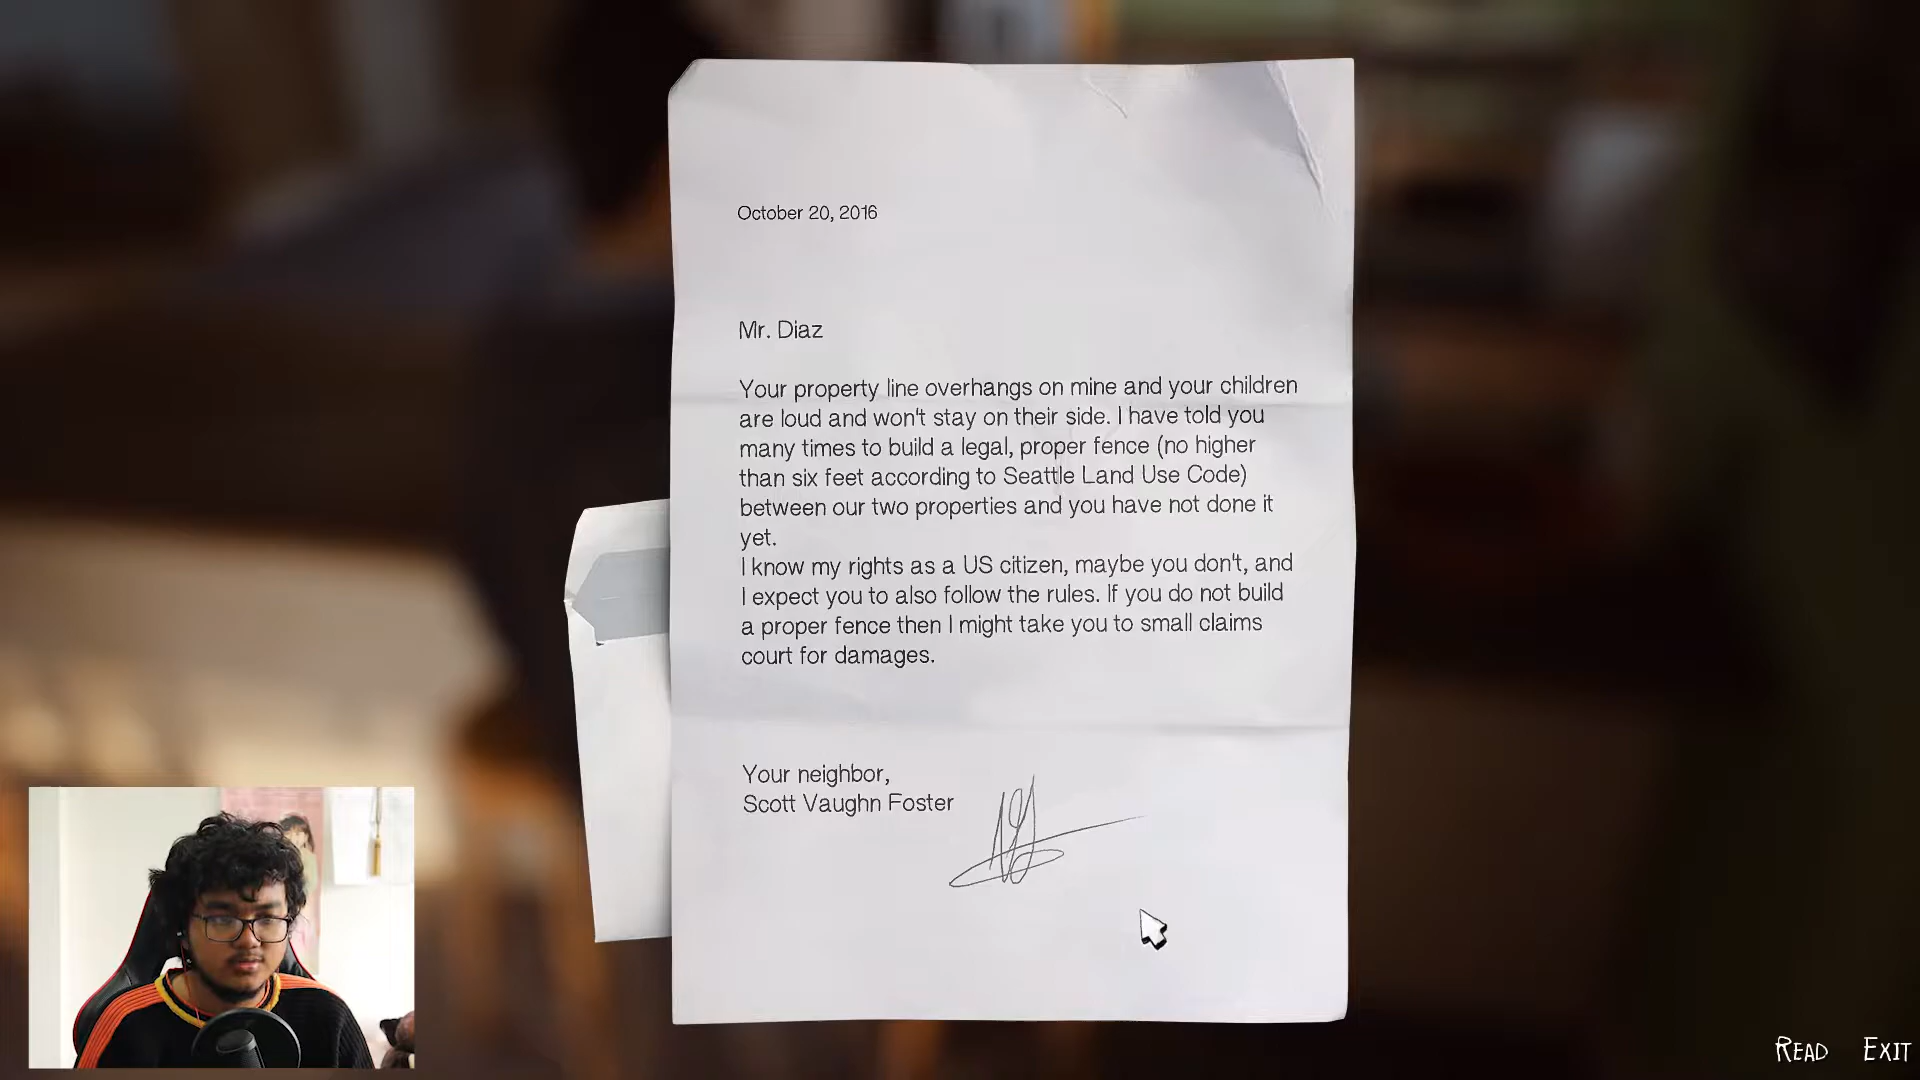 October 20, 2016
Mr. Diaz
Your property line overhangs on mine and your children
are loud and won't stay on their side. I have told you
many times to build a legal, proper fence (no higher
than six feet according to Seattle Land Use Code)
between our two properties and you have not done it
yet.
I know my rights as a US citizen, maybe you don't, and
I expect you to also follow the rules. If you do not build
a proper fence then I might take you to small claims
court for damages.
Your neighbor,
Scott Vaughn Foster
READ EXIT